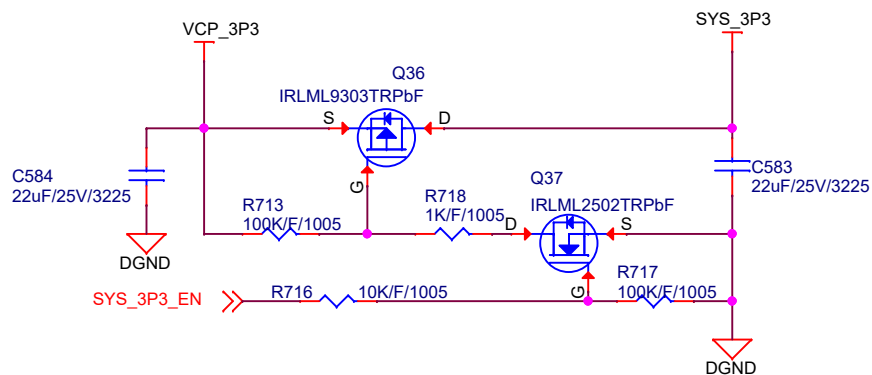 VCP_3P3
SYS_3P3
Q36
IRLML9303TRPbF
S
D
G
C584
22uF/25V/3225
DGND
R713
100K/F/1005
R718
1K/F/1005
Q37
IRLML2502TRPbF
D
S
G
C583
22uF/25V/3225
SYS_3P3_EN
R716
10K/F/1005
R717
100K/F/1005
DGND